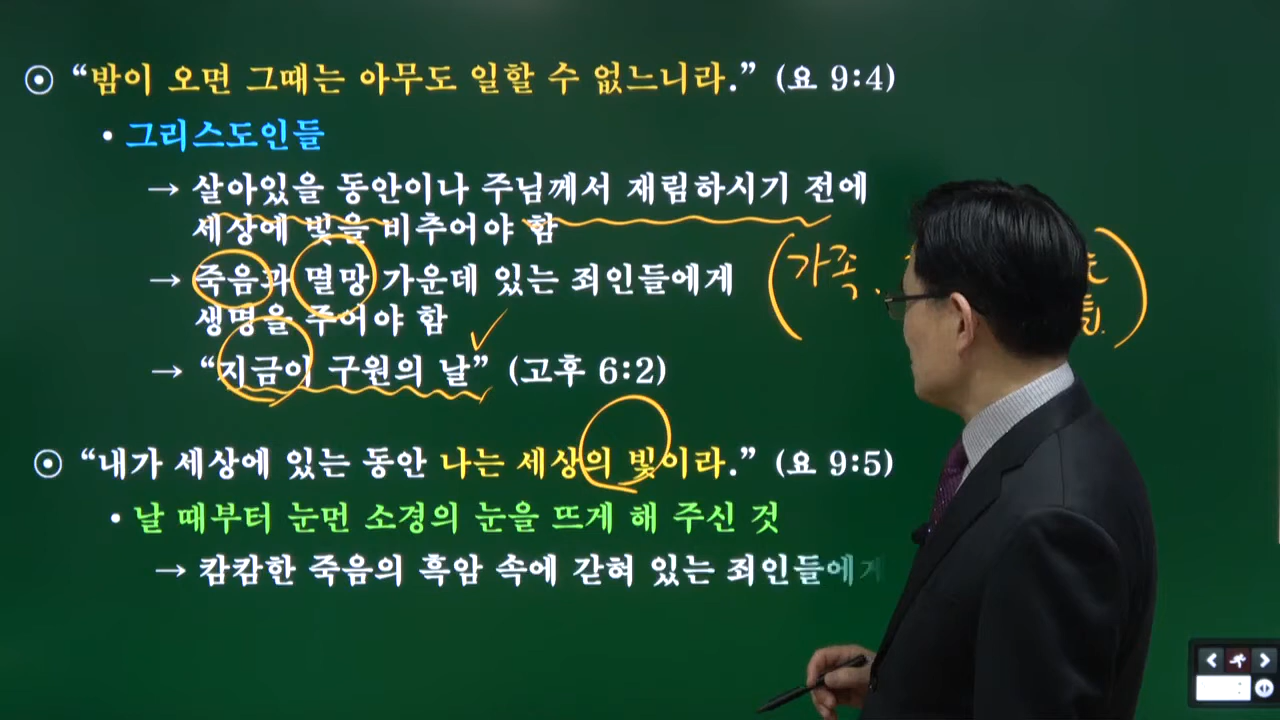 ⊙ “밤이 오면 그때는 아무도 일할 수 없느니라.” (요 9:4)
• 그리스도인들
→ 살아있을 동안이나 주님께서 재림하시기 전에
세상에 빛을 비추어야 함
→ 죽음과 멸망 가운데 있는 죄인들에게
생명을 주어야 함
(가족,
→ “지금이 구원의 날” (고후 6:2)
⊙ “내가 세상에 있는 동안 나는 세상의 빛이라.” (요 9:5)
• 날 때부터 눈먼 소경의 눈을 뜨게 해 주신 것
→ 캄캄한 죽음의 흑암 속에 갇혀 있는 죄인들에게